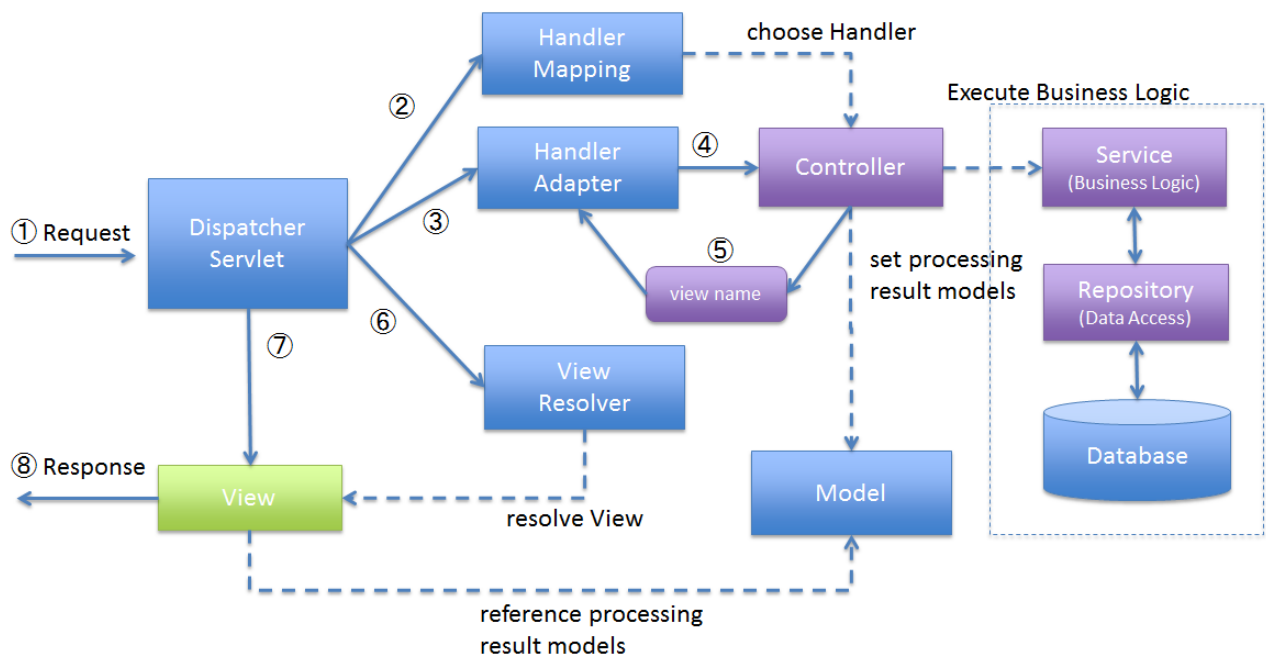 Handler
Mapping
choose Handler
Execute Business Logic
②
Handler
Adapter
④
Controller
Service
(Business Logic)
① Request
Dispatcher
Servlet
③
⑤
view name
set processing
result models
Repository
(Data Access)
⑥
⑦
View
Resolver
Database
⑧ Response
View
resolve View
Model
reference processing
result models